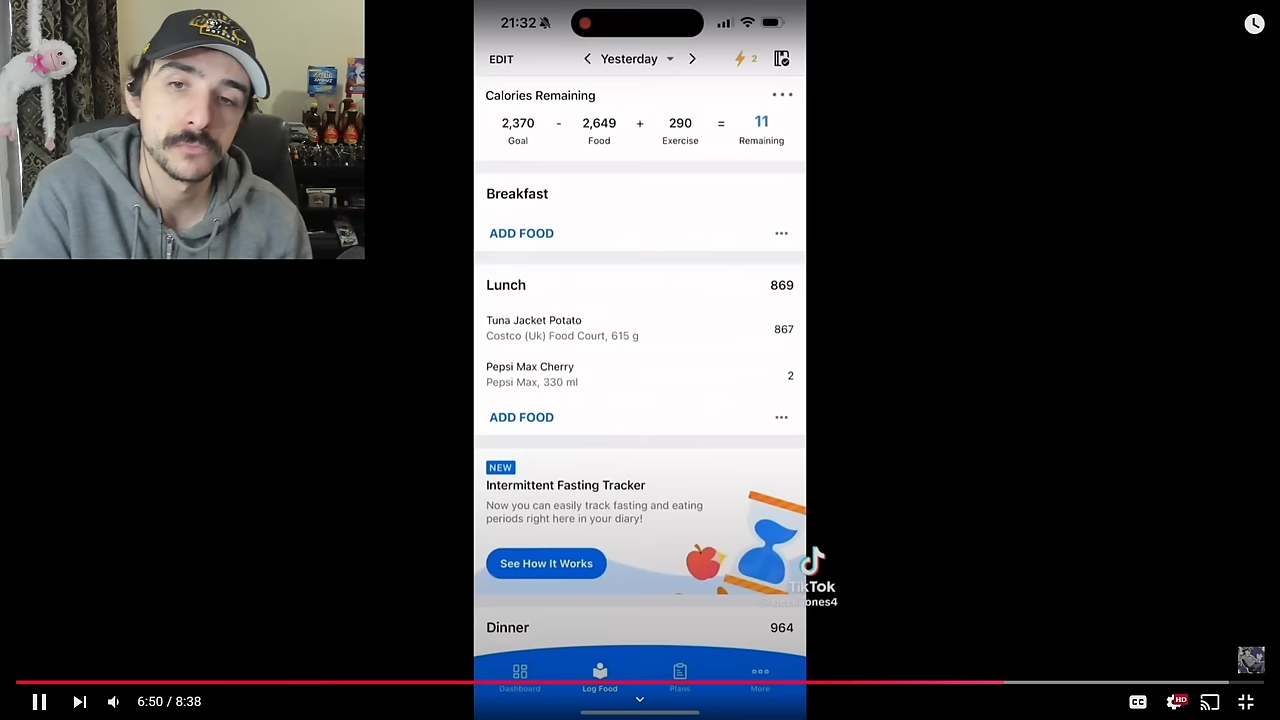 21:32
EDIT
Yesterday
2
Calories Remaining
2,370 - 2,649 + 290 = 11
Goal Food Exercise Remaining
Breakfast
ADD FOOD
Lunch 869
Tuna Jacket Potato
Costco (Uk) Food Court, 615 g
867
Pepsi Max Cherry
Pepsi Max, 330 ml
2
ADD FOOD
NEW
Intermittent Fasting Tracker
Now you can easily track fasting and eating
periods right here in your diary!
See How It Works
TikTok
Dinner 964
Dashboard Log Food Plans More
6:50 / 8:38
CC
HD